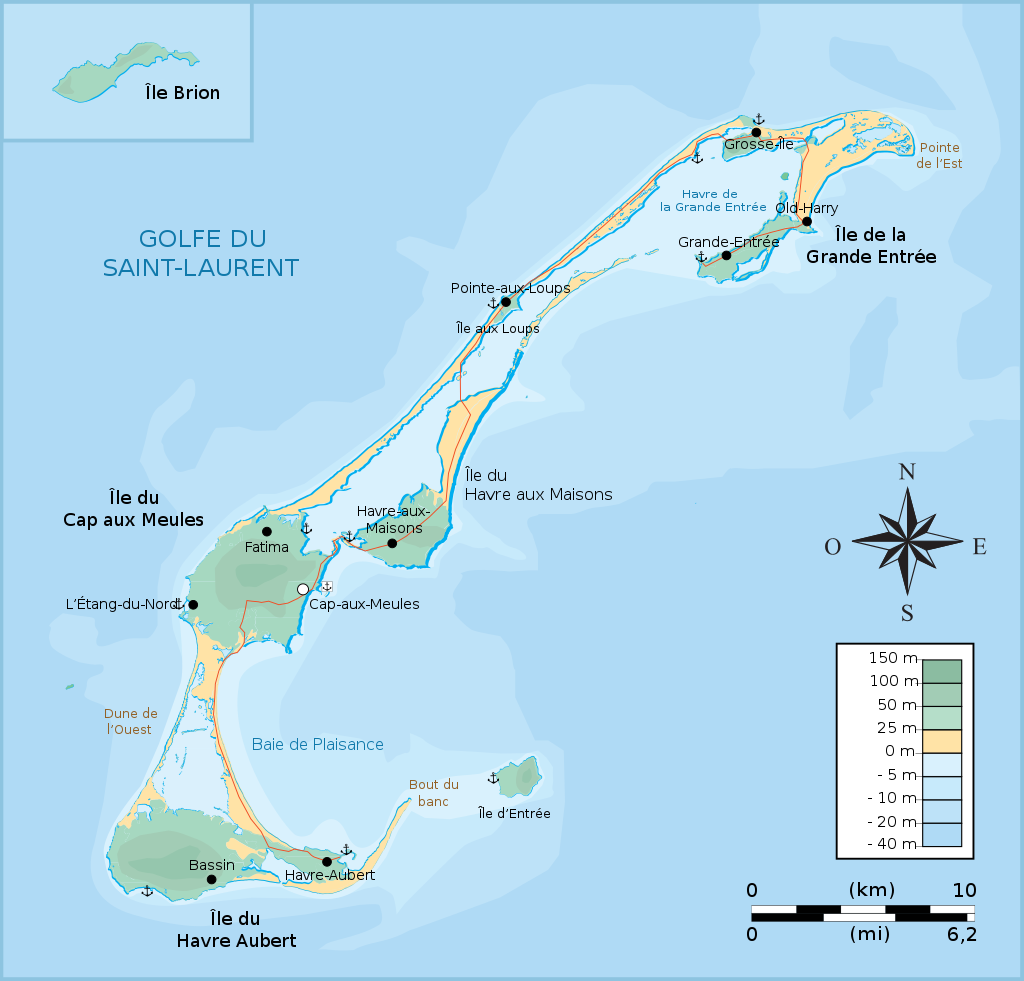 Île Brion
GOLFE DU
SAINT-LAURENT
Grosse-Île
Pointe
de l'Est
Havre de
la Grande Entrée
Old-Harry
Île de la
Grande Entrée
Grande-Entrée
Pointe-aux-Loups
Île aux Loups
Île du
Havre aux Maisons
Île du
Cap aux Meules
Havre-aux-
Maisons
Fatima
L'Étang-du-Nord
Cap-aux-Meules
N
O
E
S
Dune de
l'Ouest
Baie de Plaisance
Bout du
banc
Île d'Entrée
Bassin
Havre-Aubert
Île du
Havre Aubert
150 m
100 m
50 m
25 m
0 m
- 5 m
- 10 m
- 20 m
- 40 m
0 (km) 10
0 (mi) 6,2